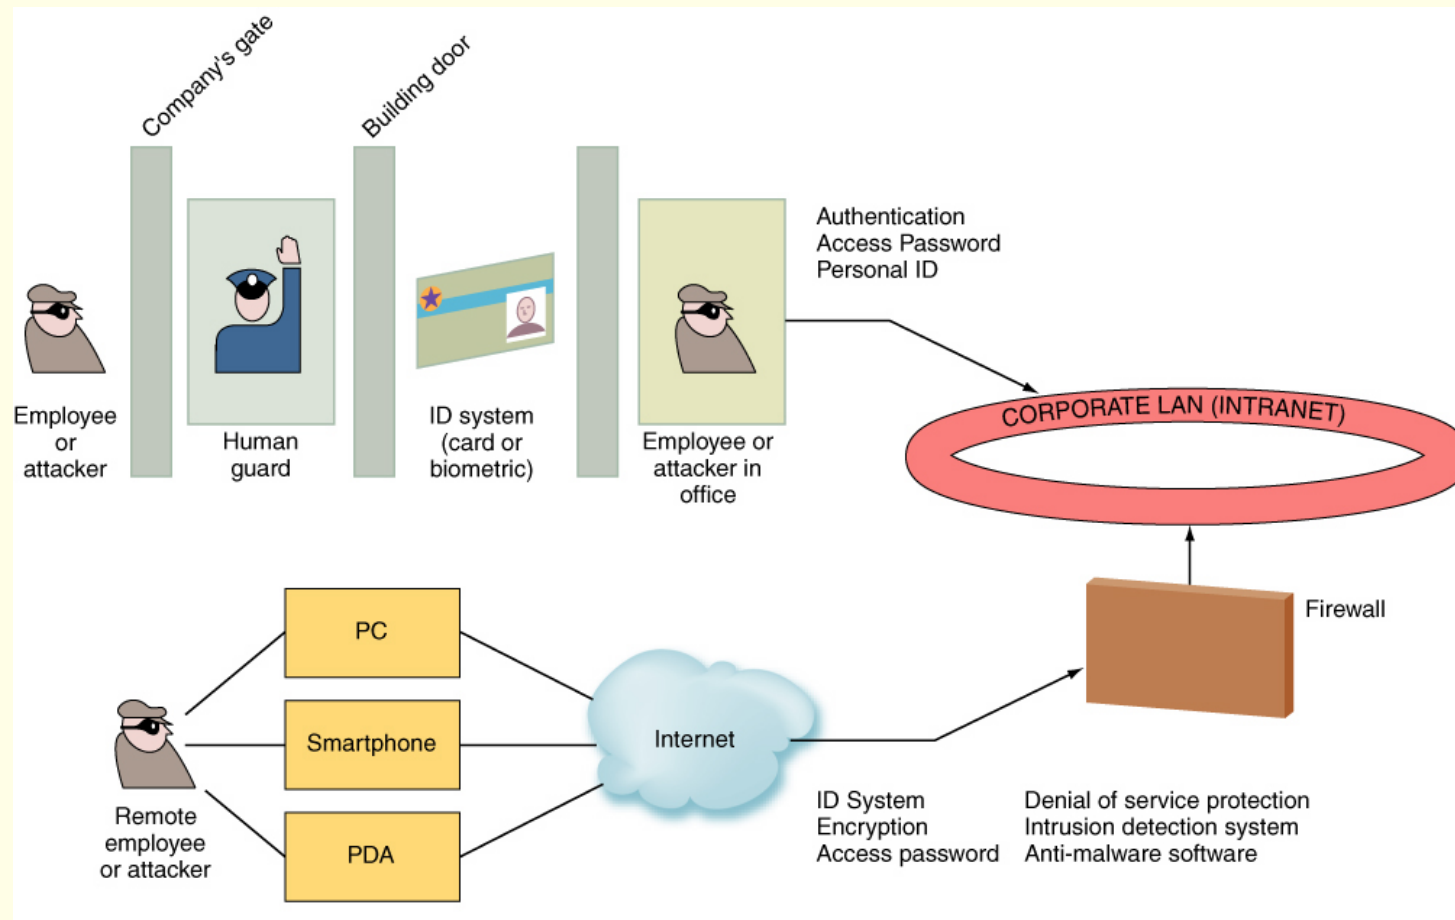 Company's gate
Building door
Authentication
Access Password
Personal ID
Employee
or
attacker
Human
guard
ID system
(card or
biometric)
Employee or
attacker in
office
CORPORATE LAN (INTRANET)
Firewall
PC
Smartphone
PDA
Internet
Remote
employee
or attacker
ID System
Encryption
Access password
Denial of service protection
Intrusion detection system
Anti-malware software